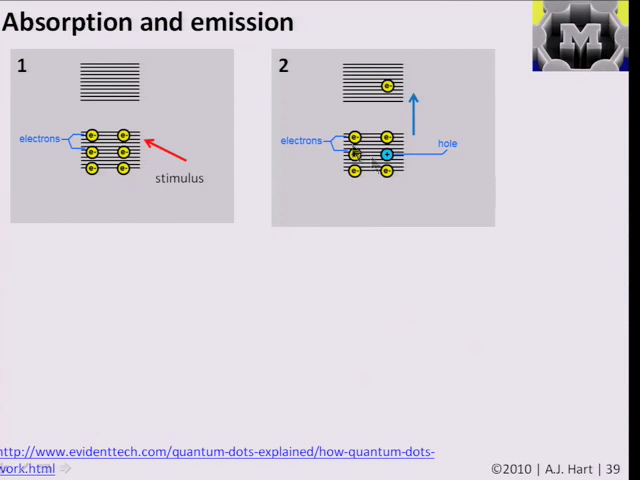 Absorption and emission
M
1
2
e- e-
electrons
e- e-
e- e-
stimulus
e-
e- e-
electrons
hole
e- +
e- e-
http://www.evidenttech.com/quantum-dots-explained/how-quantum-dots-
work.html
©2010 | A.J. Hart | 39